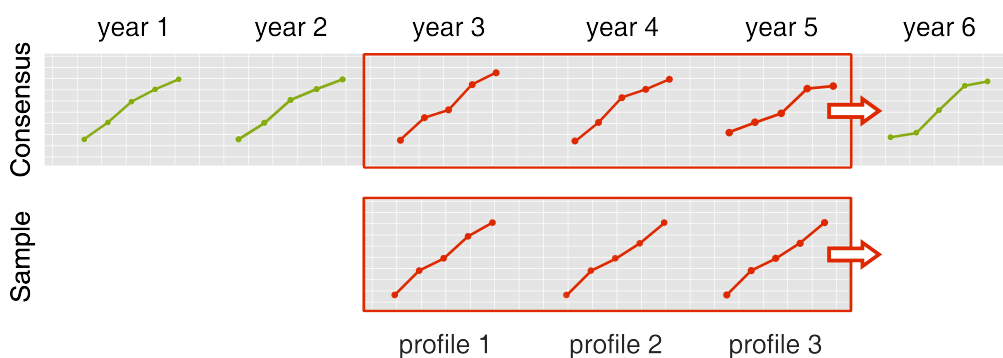 year 1 year 2 year 3 year 4 year 5 year 6
Consensus
Sample
profile 1 profile 2 profile 3